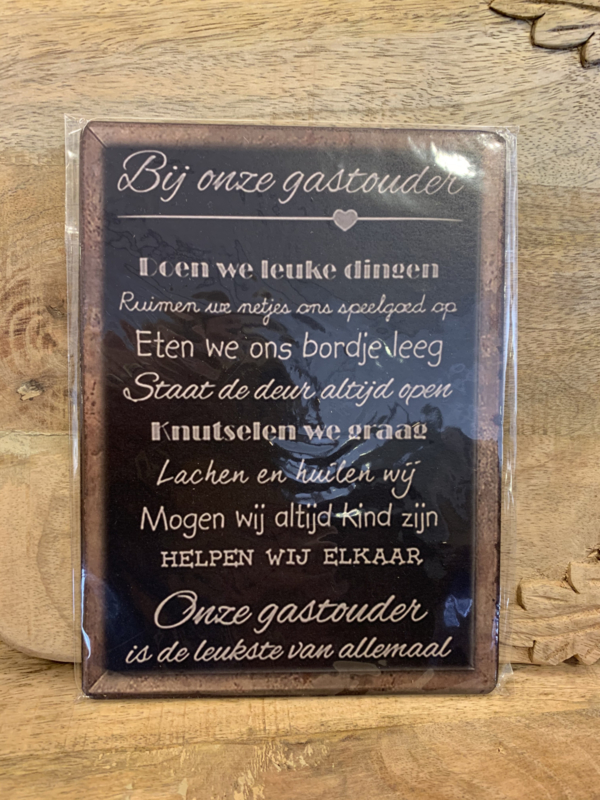 Bij onze gastouder
Doen we leuke dingen
Ruimen we netjes ons speelgoed op
Eten we ons bordje leeg
Staat de deur altijd open
Knutselen we graag
Lachen en huilen wij
Mogen wij altijd kind zijn
HELPEN WIJ ELKAAR
Onze gastouder
is de leukste van allemaal